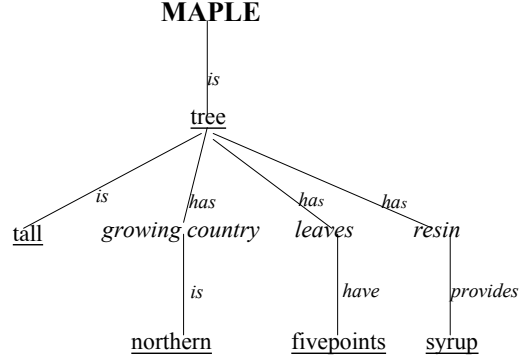 MAPLE
is
tree
is has has has
tall growing country leaves resin
is have provides
northern fivepoints syrup